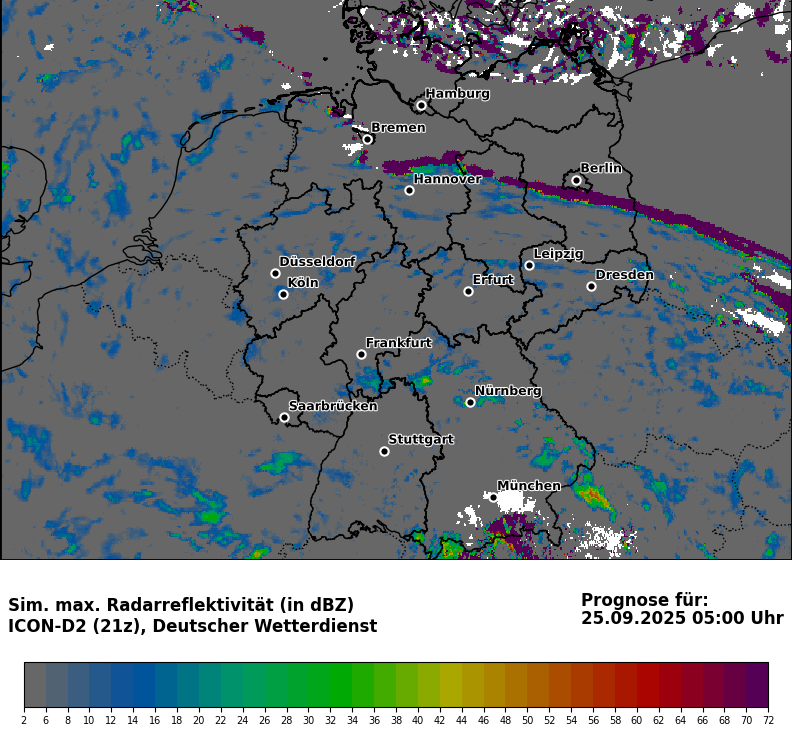 Hamburg
Bremen
Berlin
Hannover
Düsseldorf
Leipzig
Köln
Erfurt
Dresden
Frankfurt
Nürnberg
Saarbrücken
Stuttgart
München
Sim. max. Radarreflektivität (in dBZ)
ICON-D2 (21z), Deutscher Wetterdienst
Prognose für:
25.09.2025 05:00 Uhr
2 6 8 10 12 14 16 18 20 22 24 26 28 30 32 34 36 38 40 42 44 46 48 50 52 54 56 58 60 62 64 66 68 70 72